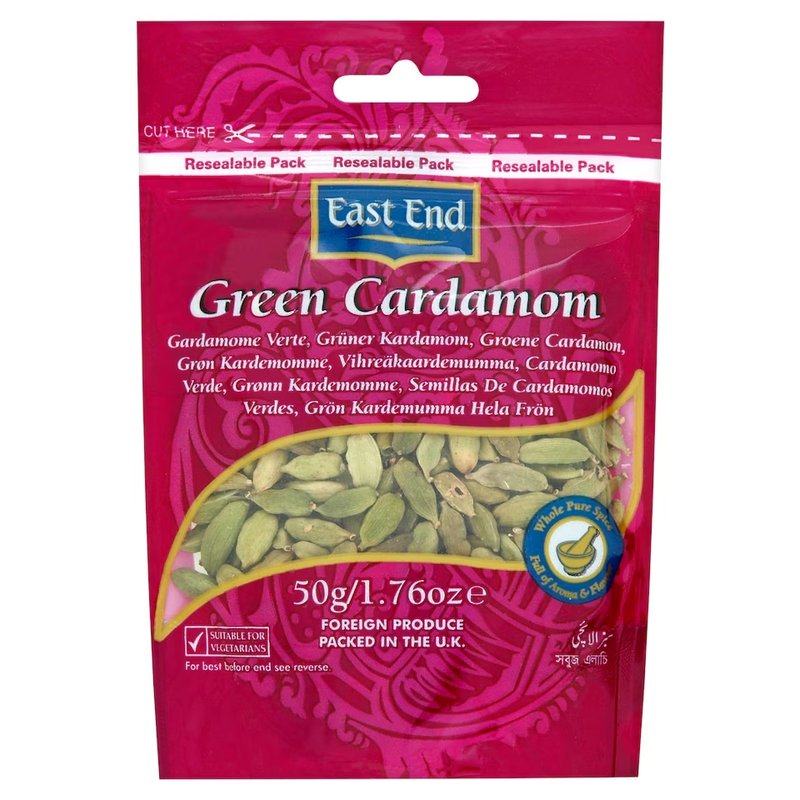 CUT HERE
Resealable Pack Resealable Pack Resealable Pack
East End
Green Cardamom
Gardamome Verte, Grüner Kardamom, Groene Cardamon,
Grøn Kardemomme, Vihreäkaardemumma, Cardamomo
Verde, Grønn Kardemomme, Semillas De Cardamomos
Verdes, Grön Kardemumma Hela Frön
Whole Pure Spice
Full of Aroma & Flavour
50g/1.76oz℮
FOREIGN PRODUCE
PACKED IN THE U.K.
SUITABLE FOR
VEGETARIANS
For best before end see reverse.
سبز الائچی
সবুজ এলাচি